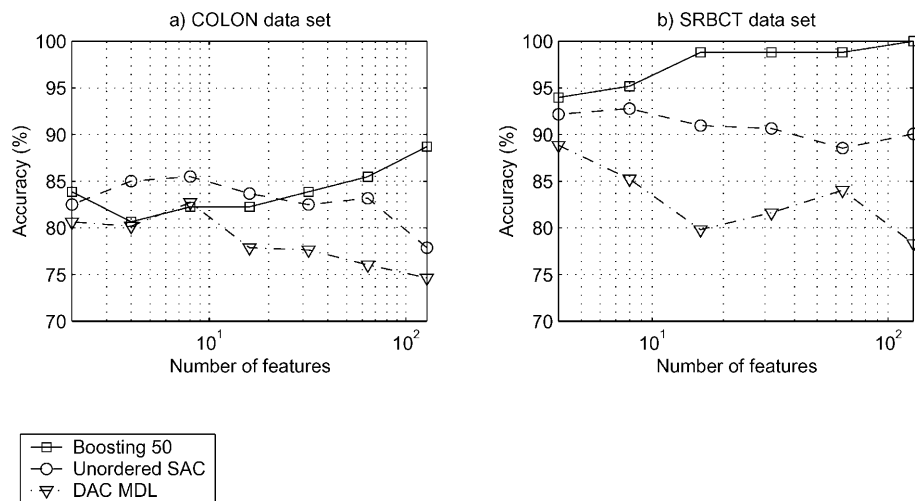 a) COLON data set
100
95
90
85
80
75
70
Accuracy (%)
10^1
10^2
Number of features
b) SRBCT data set
100
95
90
85
80
75
70
Accuracy (%)
10^1
10^2
Number of features
Boosting 50
Unordered SAC
DAC MDL